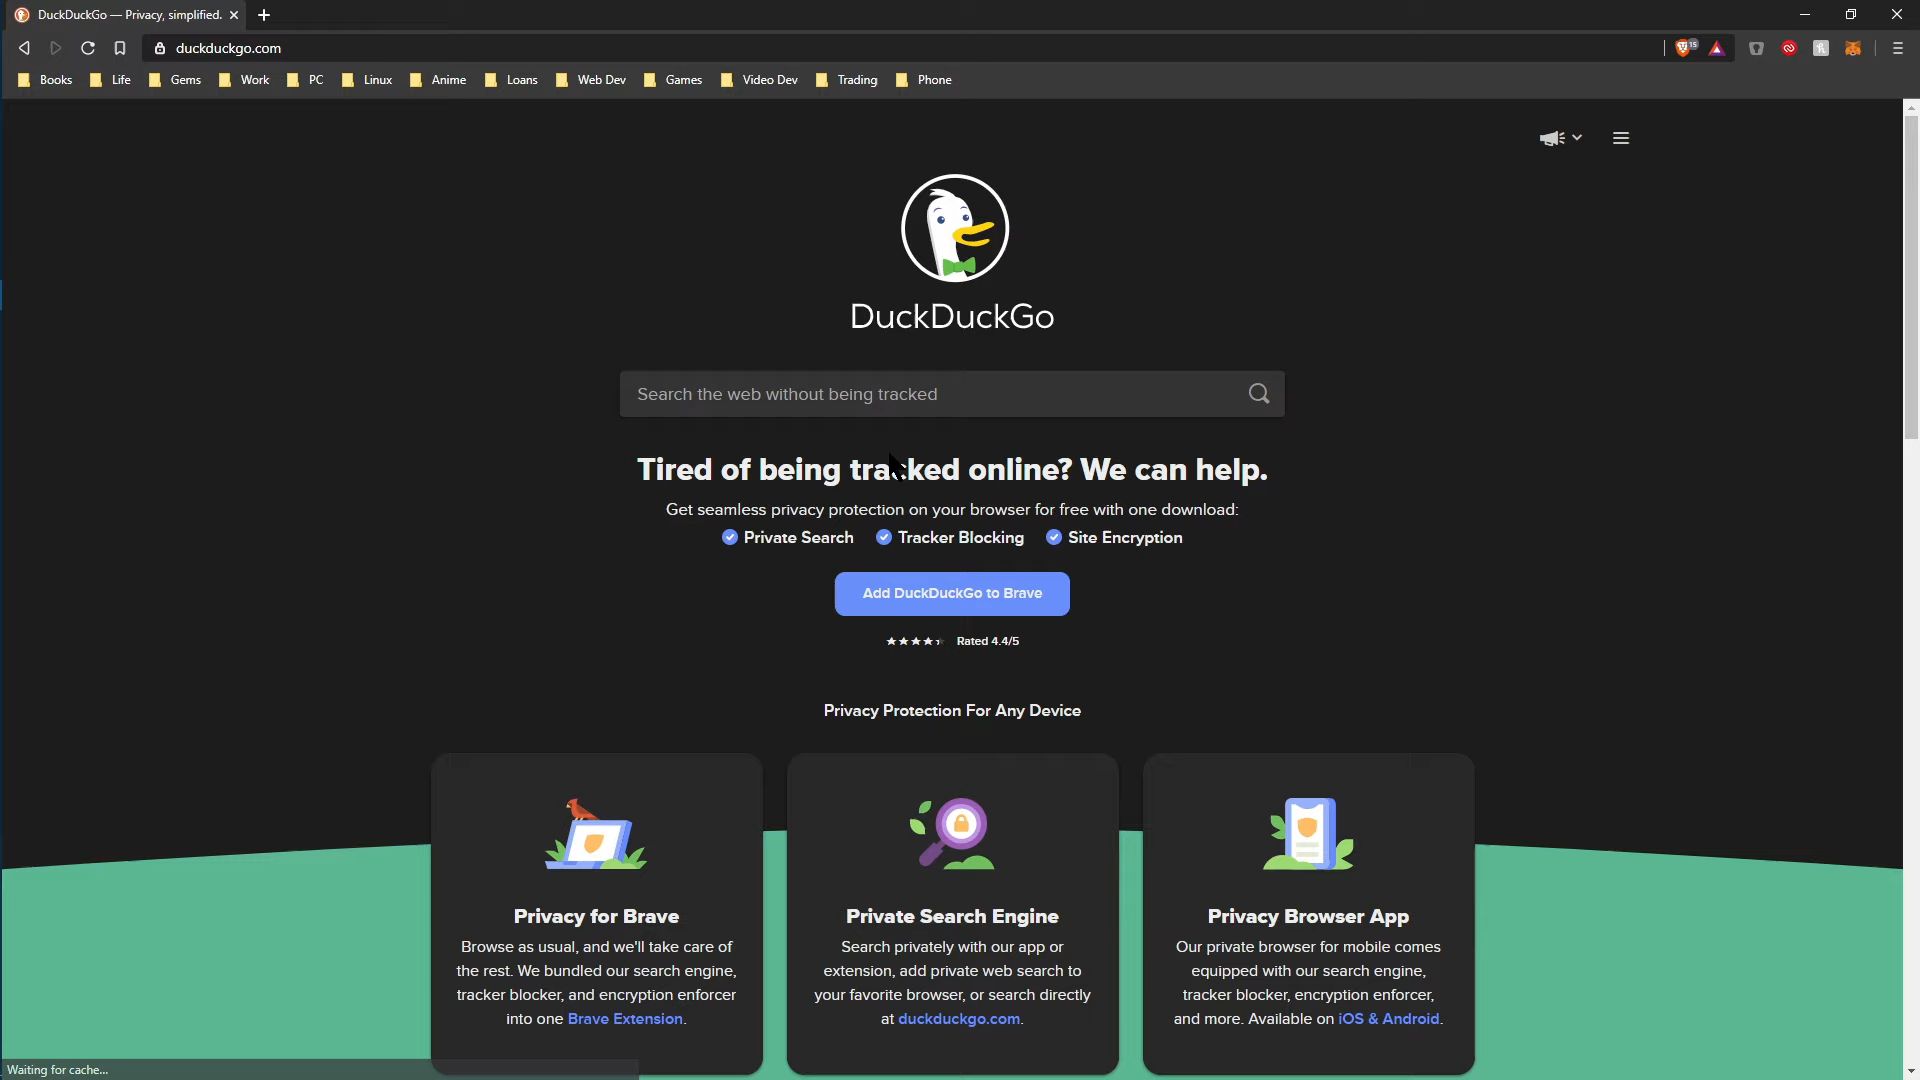 DuckDuckGo — Privacy, simplified.
duckduckgo.com
15
Books Life Gems Work PC Linux Anime Loans Web Dev Games Video Dev Trading Phone
DuckDuckGo
Search the web without being tracked
Tired of being tracked online? We can help.
Get seamless privacy protection on your browser for free with one download:
Private Search Tracker Blocking Site Encryption
Add DuckDuckGo to Brave
Rated 4.4/5
Privacy Protection For Any Device
Privacy for Brave
Browse as usual, and we'll take care of
the rest. We bundled our search engine,
tracker blocker, and encryption enforcer
into one Brave Extension.
Private Search Engine
Search privately with our app or
extension, add private web search to
your favorite browser, or search directly
at duckduckgo.com.
Privacy Browser App
Our private browser for mobile comes
equipped with our search engine,
tracker blocker, encryption enforcer,
and more. Available on iOS & Android.
Waiting for cache...